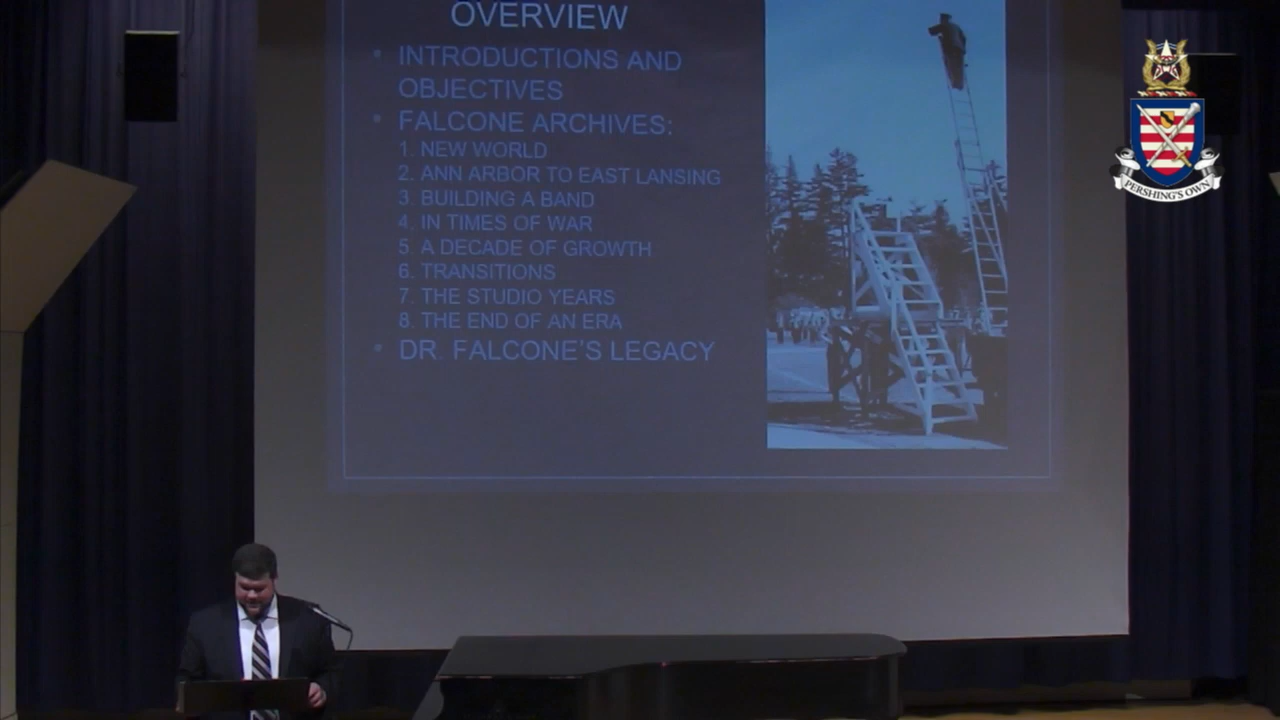 OVERVIEW
• INTRODUCTIONS AND
OBJECTIVES
• FALCONE ARCHIVES:
1. NEW WORLD
2. ANN ARBOR TO EAST LANSING
3. BUILDING A BAND
4. IN TIMES OF WAR
5. A DECADE OF GROWTH
6. TRANSITIONS
7. THE STUDIO YEARS
8. THE END OF AN ERA
• DR. FALCONE'S LEGACY
PERSHING'S OWN